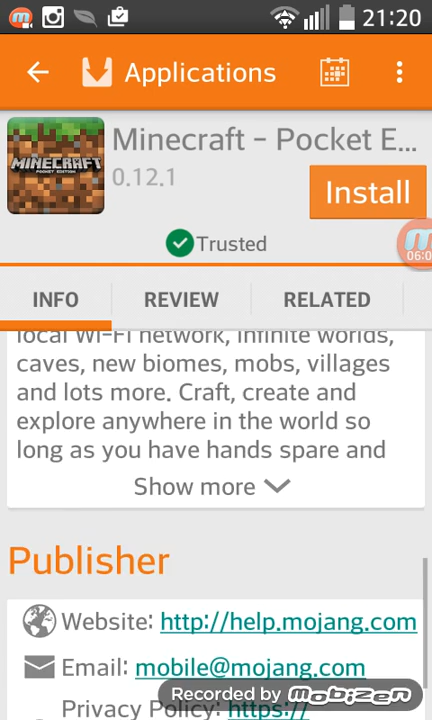 21:20
Applications
Minecraft - Pocket E...
MINECRAFT
POCKET EDITION
0.12.1
Install
Trusted
06:0
INFO
REVIEW
RELATED
local Wi-Fi network, infinite worlds,
caves, new biomes, mobs, villages
and lots more. Craft, create and
explore anywhere in the world so
long as you have hands spare and
Show more
Publisher
Website: http://help.mojang.com
Email: mobile@mojang.com
Recorded by mobizen
Privacy Policy: https://